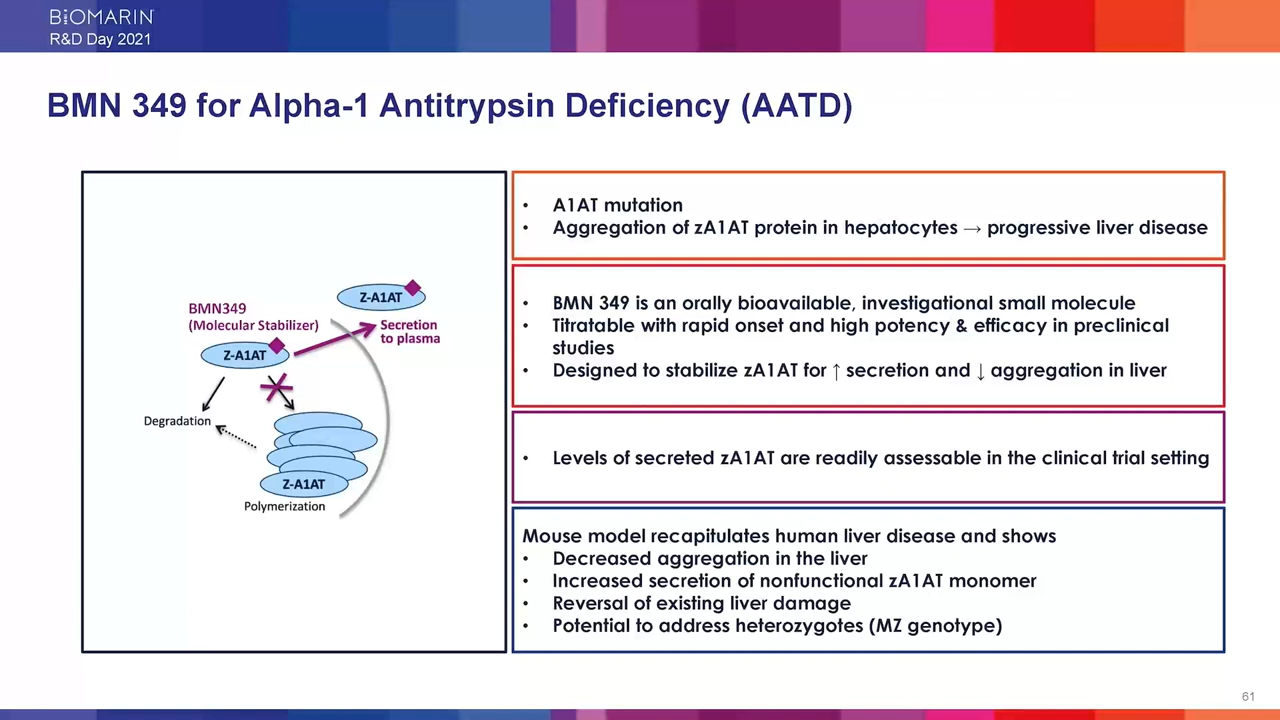 BIOMARIN
R&D Day 2021
BMN 349 for Alpha-1 Antitrypsin Deficiency (AATD)
Z-A1AT
BMN349
(Molecular Stabilizer)
Secretion
to plasma
Z-A1AT
Degradation
Z-A1AT
Polymerization
• A1AT mutation
• Aggregation of zA1AT protein in hepatocytes → progressive liver disease
• BMN 349 is an orally bioavailable, investigational small molecule
• Titratable with rapid onset and high potency & efficacy in preclinical
studies
• Designed to stabilize zA1AT for ↑ secretion and ↓ aggregation in liver
• Levels of secreted zA1AT are readily assessable in the clinical trial setting
Mouse model recapitulates human liver disease and shows
• Decreased aggregation in the liver
• Increased secretion of nonfunctional zA1AT monomer
• Reversal of existing liver damage
• Potential to address heterozygotes (MZ genotype)
61